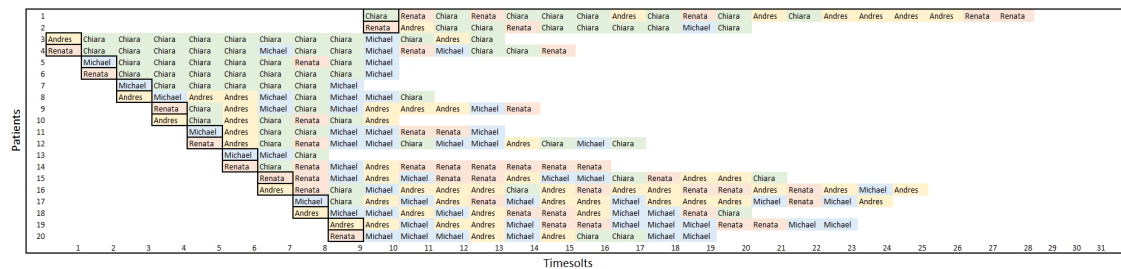 Patients
1 Chiara Renata Chiara Renata Chiara Chiara Chiara Andres Chiara Renata Chiara Andres Chiara Andres Andres Andres Andres Renata Renata
2 Renata Andres Chiara Chiara Renata Chiara Chiara Chiara Chiara Michael Chiara
3 Andres Chiara Chiara Chiara Chiara Chiara Chiara Chiara Chiara Michael Chiara Andres Chiara
4 Renata Chiara Chiara Chiara Chiara Chiara Michael Chiara Chiara Michael Renata Michael Chiara Chiara Renata
5 Michael Chiara Chiara Chiara Chiara Chiara Renata Chiara Michael
6 Renata Chiara Chiara Chiara Chiara Chiara Chiara Chiara Michael
7 Michael Chiara Chiara Chiara Chiara Chiara Michael
8 Andres Michael Andres Andres Michael Chiara Michael Michael Chiara
9 Renata Chiara Andres Michael Chiara Michael Andres Andres Andres Michael Renata
10 Andres Chiara Andres Chiara Renata Chiara Andres
11 Michael Andres Chiara Chiara Michael Michael Renata Renata Michael
12 Renata Andres Chiara Renata Michael Michael Chiara Michael Michael Andres Chiara Michael Chiara
13 Michael Michael Chiara
14 Renata Chiara Renata Michael Andres Renata Renata Renata Renata Renata Renata
15 Renata Renata Michael Andres Renata Renata Renata Andres Michael Michael Chiara Renata Andres Andres Chiara
16 Andres Renata Chiara Michael Andres Andres Andres Chiara Andres Renata Andres Andres Renata Renata Andres Renata Andres Michael Andres
17 Michael Chiara Andres Michael Andres Renata Michael Andres Andres Michael Andres Renata Andres Michael Renata Michael Andres
18 Andres Michael Michael Andres Michael Andres Renata Renata Andres Michael Michael Renata Chiara
19 Andres Andres Michael Andres Michael Andres Michael Renata Michael Michael Michael Renata Renata Michael Michael
20 Renata Michael Michael Michael Andres Michael Andres Chiara Chiara Michael Michael
1 2 3 4 5 6 7 8 9 10 11 12 13 14 15 16 17 18 19 20 21 22 23 24 25 26 27 28 29 30 31
Timesolts